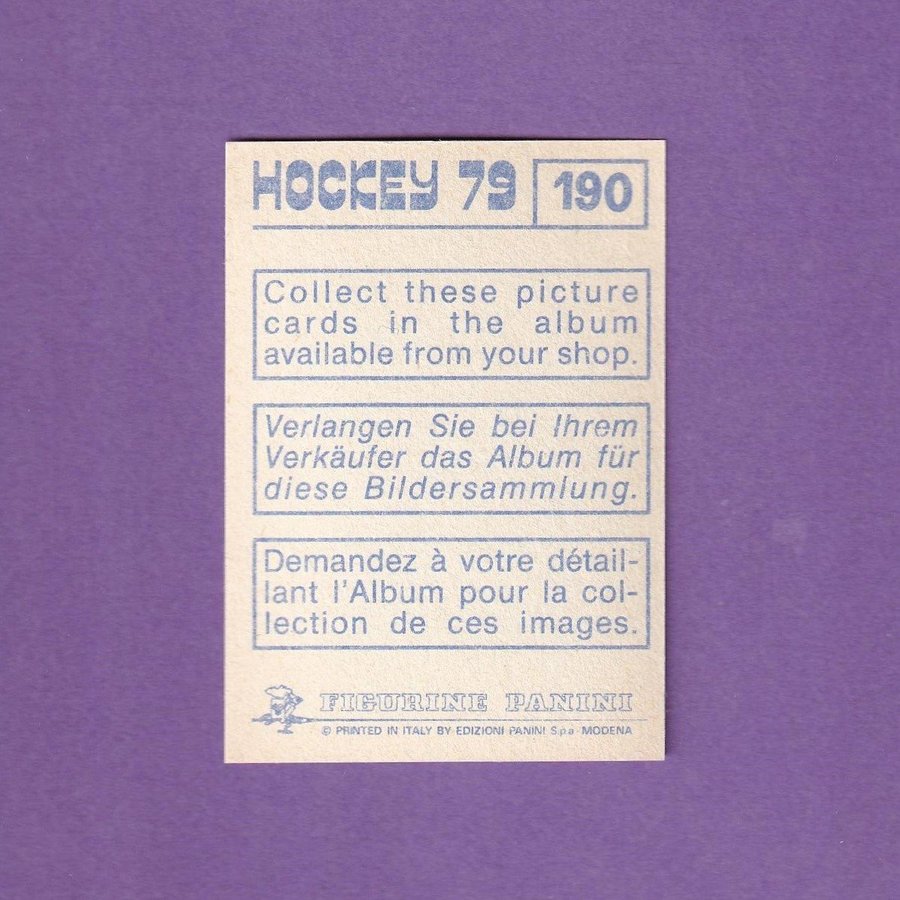 HOCKEY 79 190
Collect these picture
cards in the album
available from your shop.
Verlangen Sie bei Ihrem
Verkäufer das Album für
diese Bildersammlung.
Demandez à votre détail-
lant l'Album pour la col-
lection de ces images.
FIGURINE PANINI
© PRINTED IN ITALY BY EDIZIONI PANINI S.p.a. MODENA